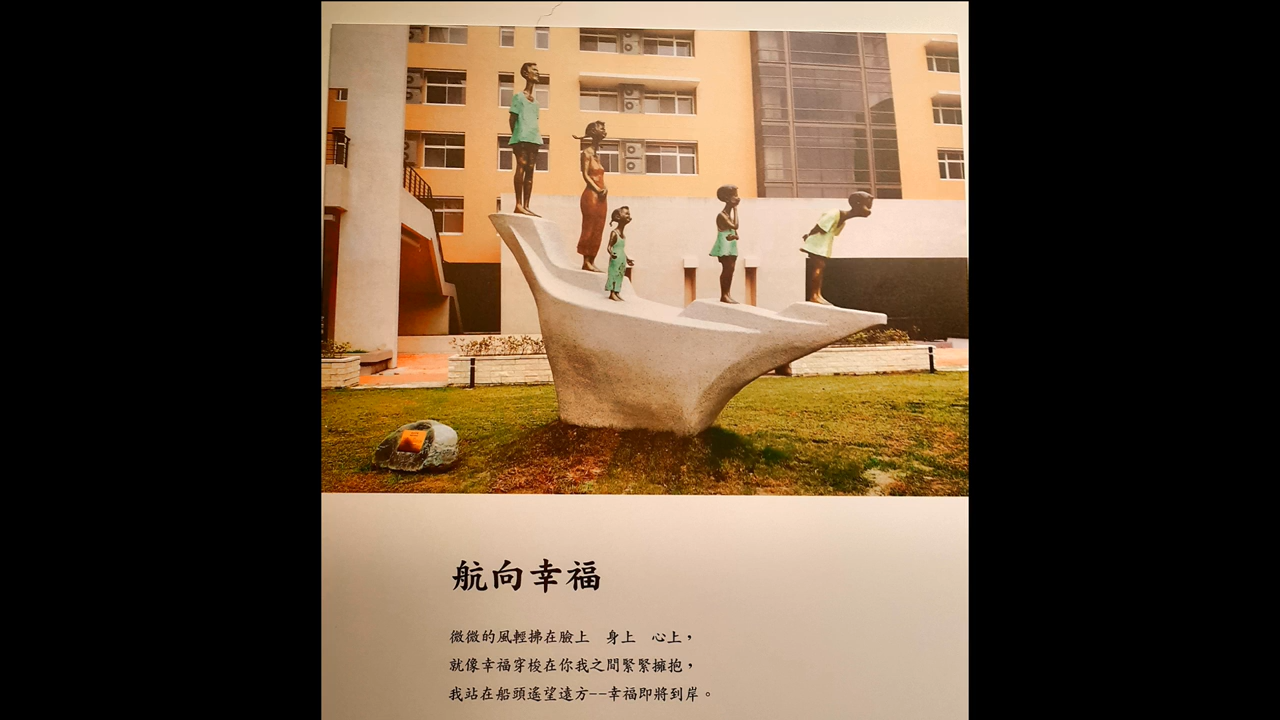 航向幸福
微微的風輕拂在臉上　身上　心上，
就像幸福穿梭在你我之間緊緊擁抱，
我站在船頭遙望遠方--幸福即將到岸。